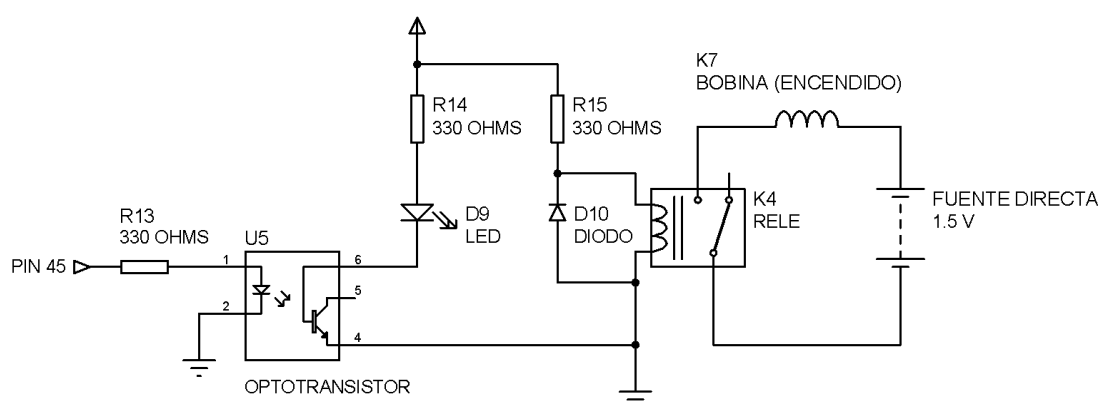 K7
BOBINA (ENCENDIDO)
R14
330 OHMS
R15
330 OHMS
R13
330 OHMS
U5
D9
LED
D10
DIODO
K4
RELE
FUENTE DIRECTA
1.5 V
PIN 45
1
2
6
5
4
OPTOTRANSISTOR